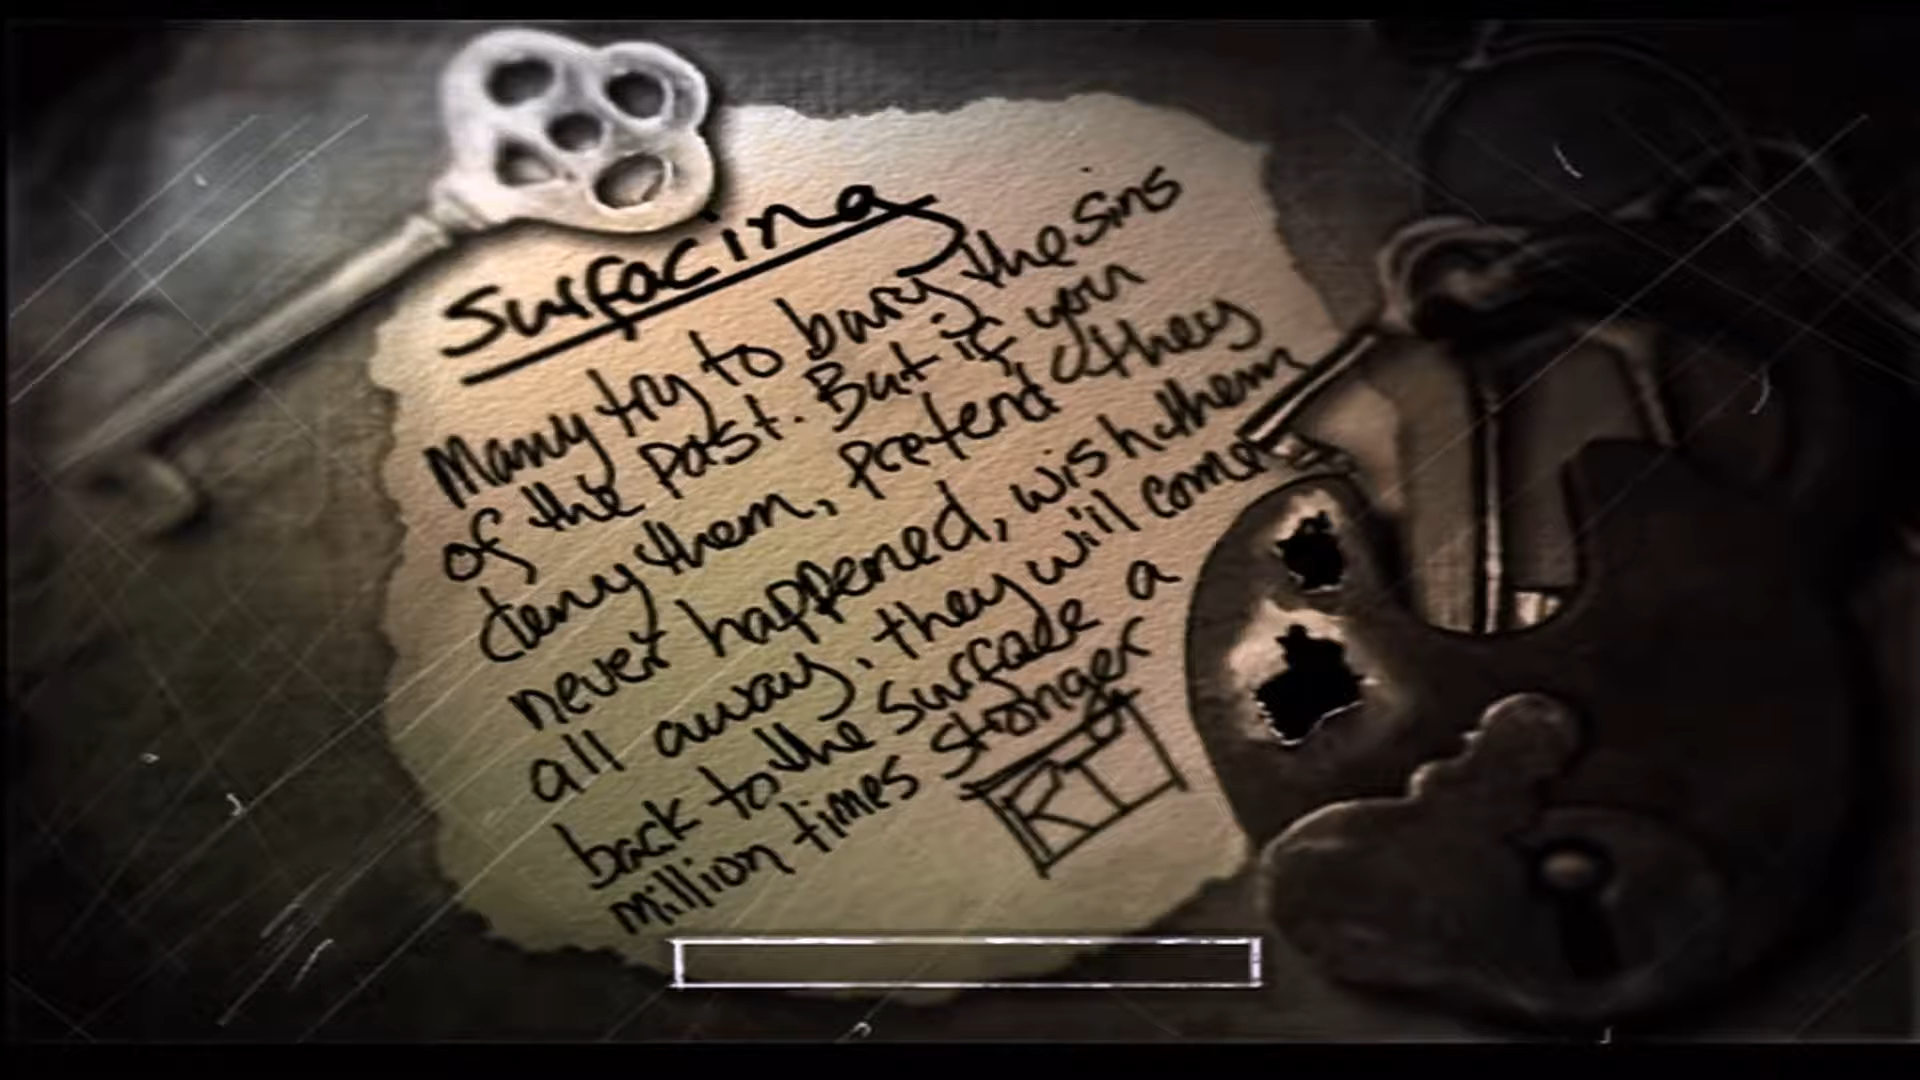 Surfacing
Many try to bury the sins
of the past. But if you
deny them, pretend they
never happened, wish them
all away, they will come
back to the surface a
million times stronger
RT